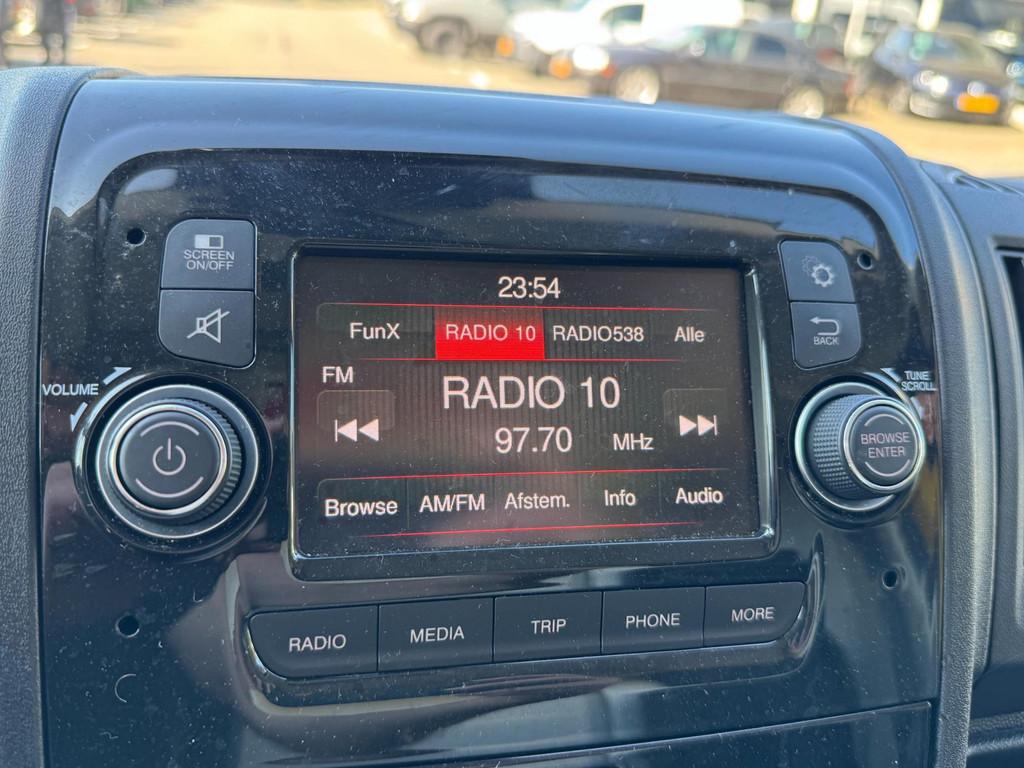 SCREEN
ON/OFF
VOLUME
23:54
FunX RADIO 10 RADIO538 Alle
FM
RADIO 10
97.70 MHz
Browse AM/FM Afstem. Info Audio
BACK
TUNE
SCROLL
BROWSE
ENTER
RADIO MEDIA TRIP PHONE MORE